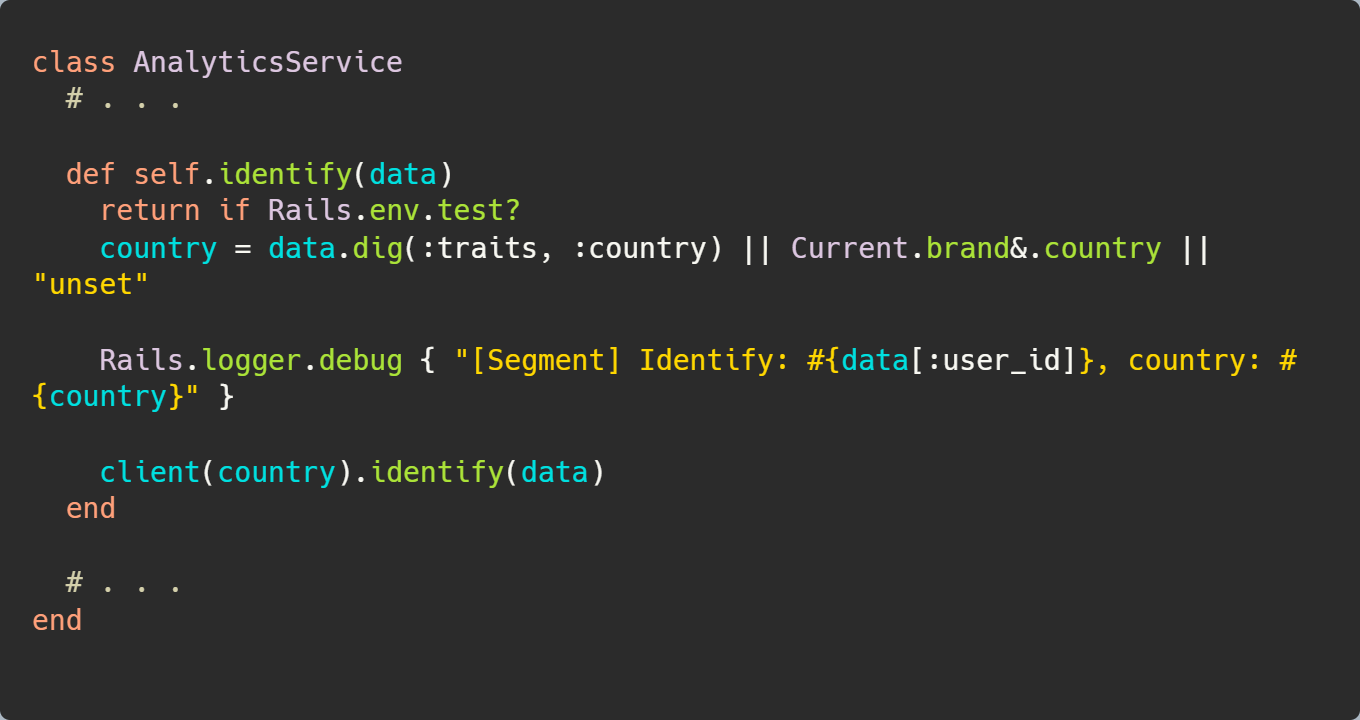 class AnalyticsService
  # . . .

  def self.identify(data)
    return if Rails.env.test?
    country = data.dig(:traits, :country) || Current.brand&.country ||
"unset"

    Rails.logger.debug { "[Segment] Identify: #{data[:user_id]}, country: #
{country}" }

    client(country).identify(data)
  end

  # . . .
end